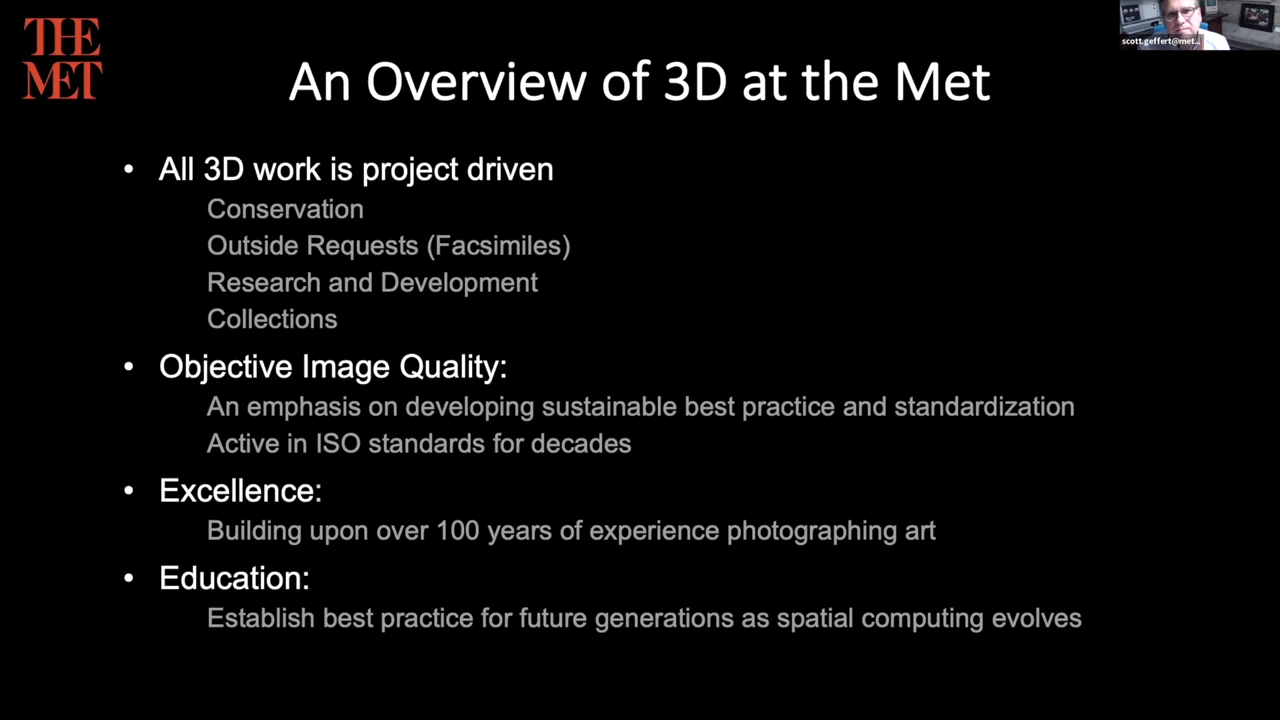 THE
MET
scott.geffert@met...
An Overview of 3D at the Met
• All 3D work is project driven
Conservation
Outside Requests (Facsimiles)
Research and Development
Collections
• Objective Image Quality:
An emphasis on developing sustainable best practice and standardization
Active in ISO standards for decades
• Excellence:
Building upon over 100 years of experience photographing art
• Education:
Establish best practice for future generations as spatial computing evolves